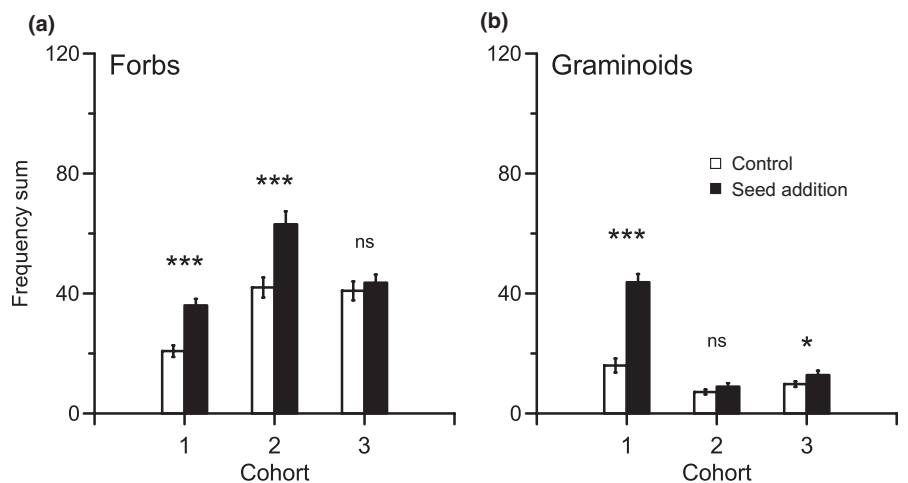 (a)
Forbs
120
80
40
0
Frequency sum
***
***
ns
1 2 3
Cohort
(b)
Graminoids
120
80
40
0
Control
Seed addition
***
ns
*
1 2 3
Cohort